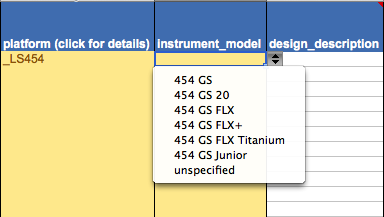 platform (click for details) instrument_model design_description
_LS454
454 GS
454 GS 20
454 GS FLX
454 GS FLX+
454 GS FLX Titanium
454 GS Junior
unspecified